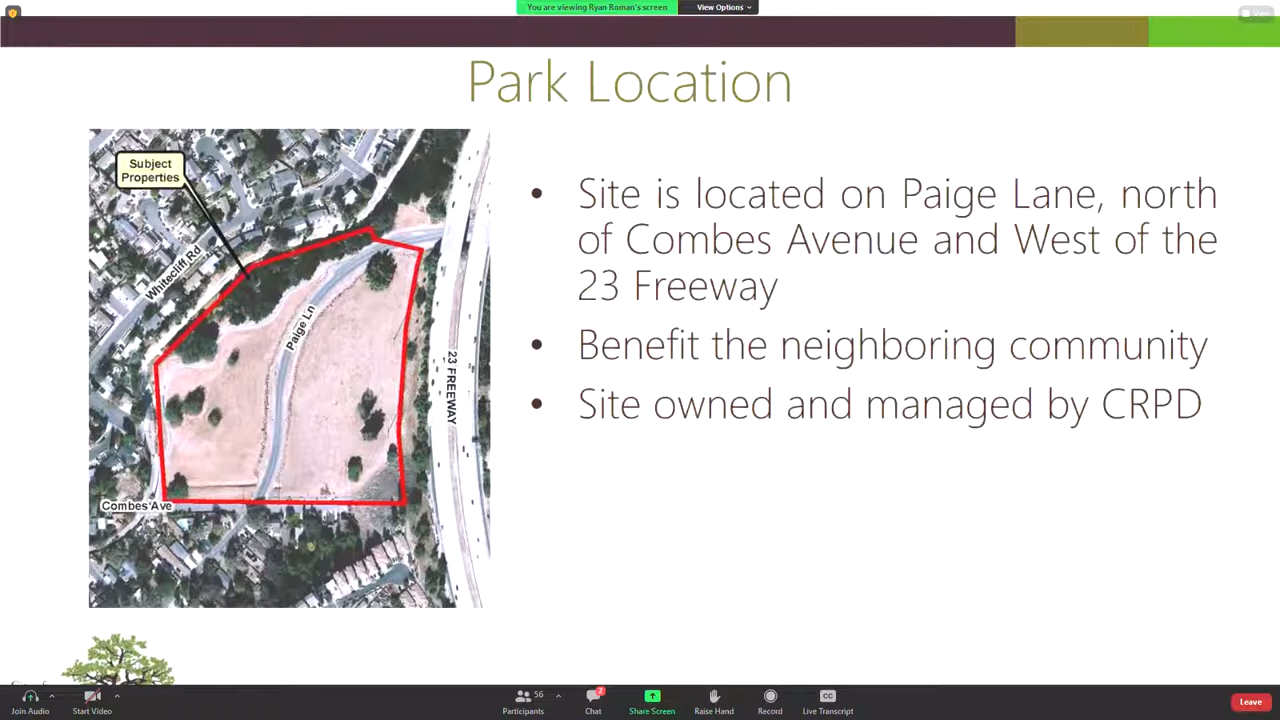 You are viewing Ryan Roman's screen
View Options
View
Park Location
Subject
Properties
Whitecliff Rd
Paige Ln
23 FREEWAY
Combes Ave
• Site is located on Paige Lane, north
of Combes Avenue and West of the
23 Freeway
• Benefit the neighboring community
• Site owned and managed by CRPD
Join Audio
Start Video
56
Participants
2
Chat
Share Screen
Raise Hand
Record
CC
Live Transcript
Leave